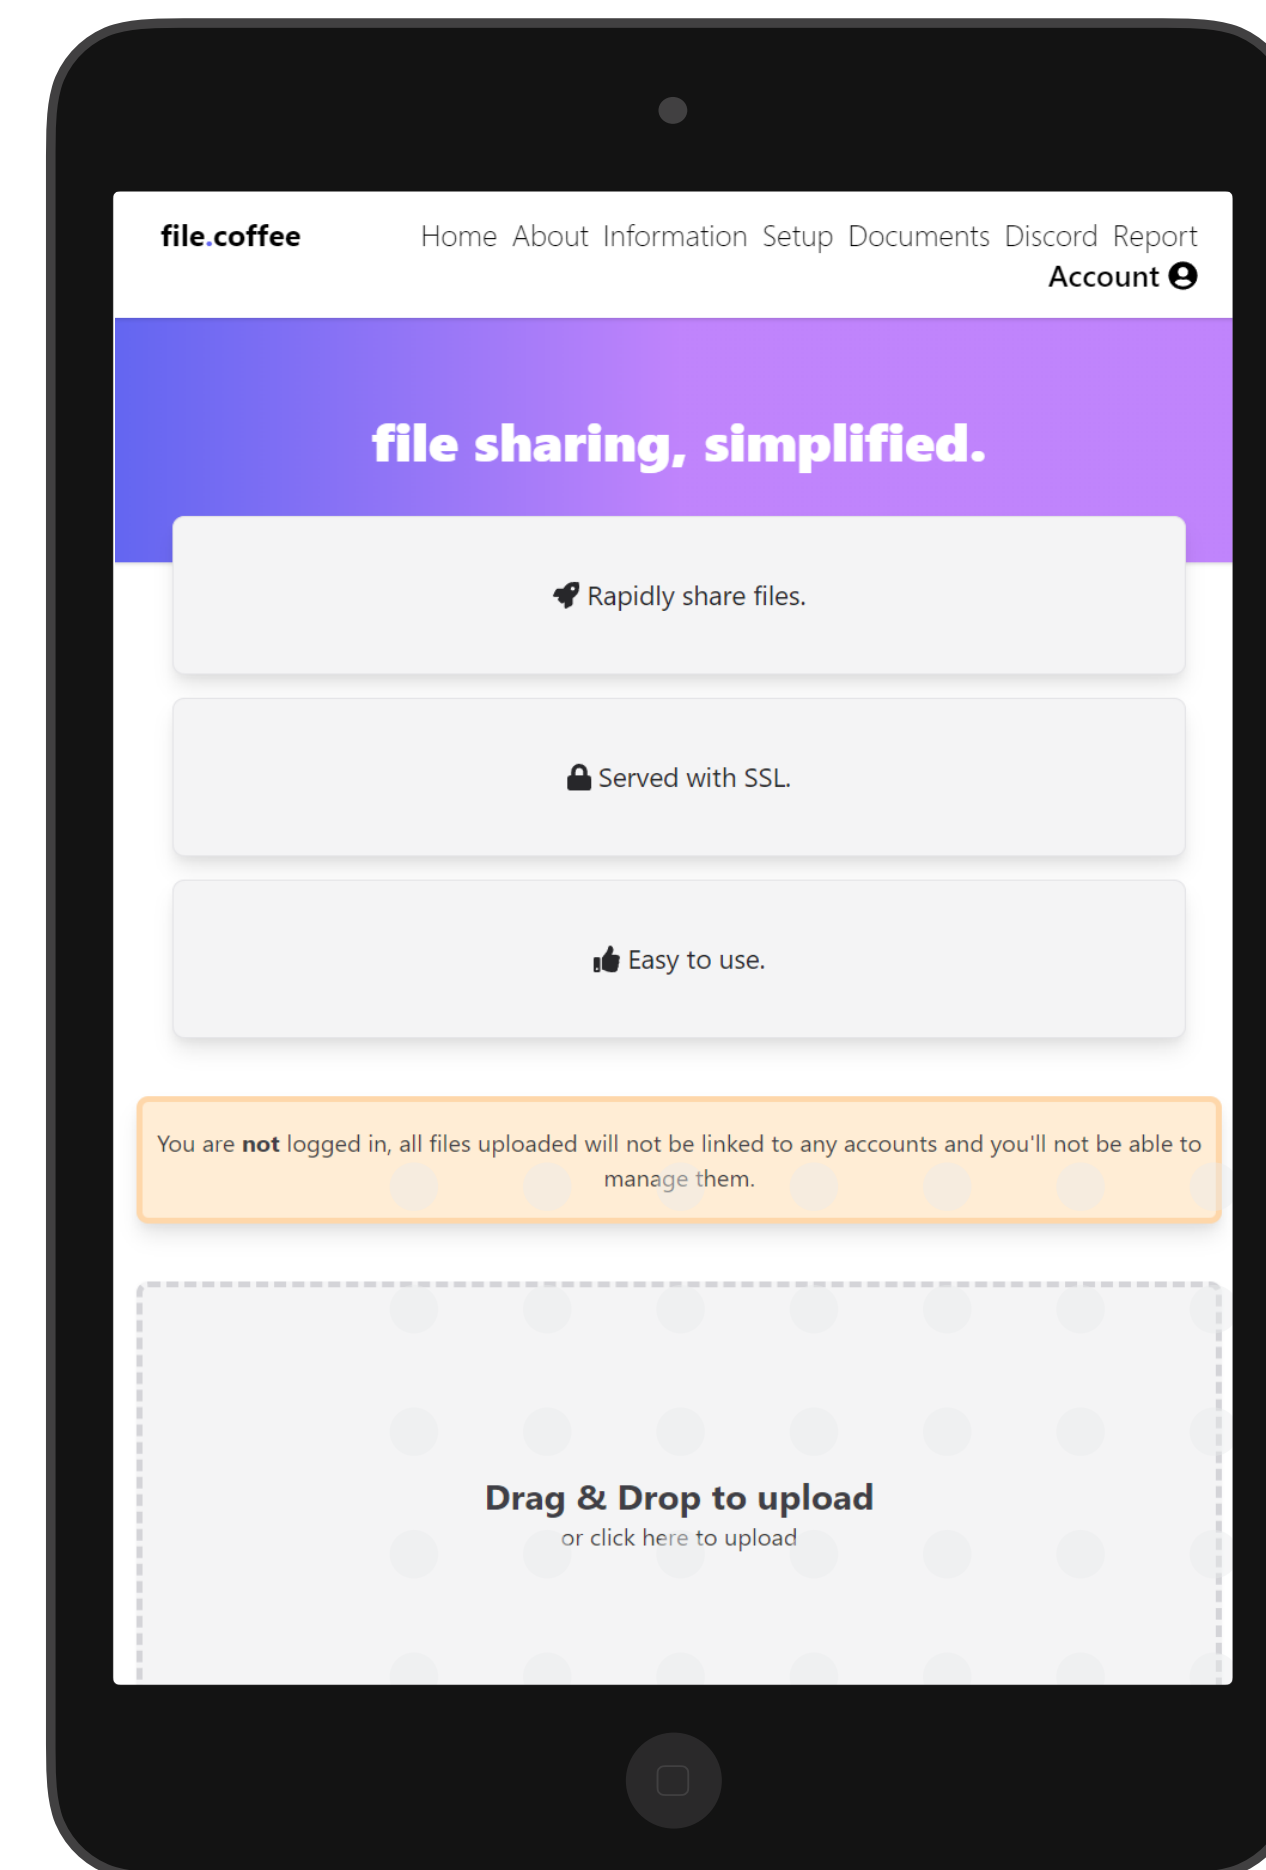 file.coffee
Home About Information Setup Documents Discord Report
Account
file sharing, simplified.
Rapidly share files.
Served with SSL.
Easy to use.
You are not logged in, all files uploaded will not be linked to any accounts and you'll not be able to
manage them.
Drag & Drop to upload
or click here to upload